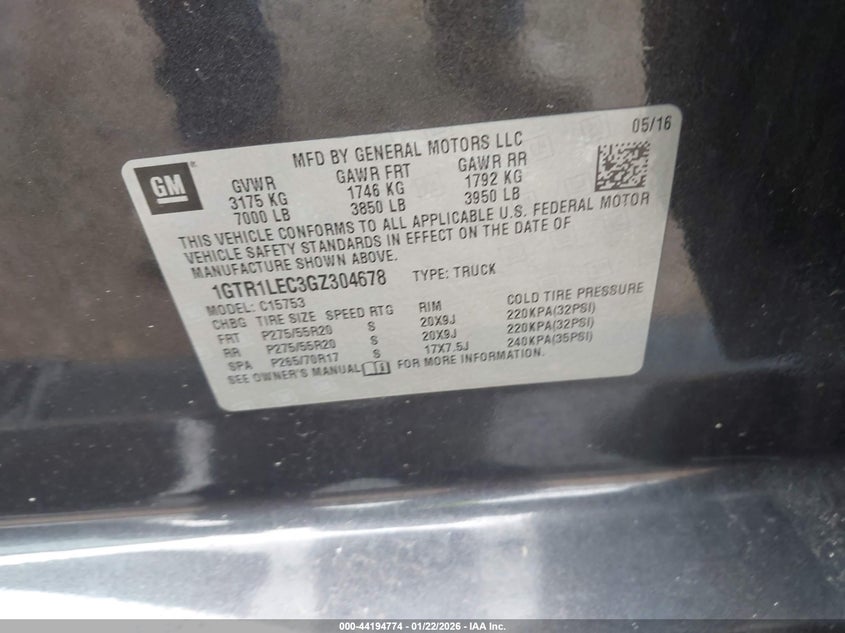 05/16
GM
MFD BY GENERAL MOTORS LLC
GVWR GAWR FRT GAWR RR
3175 KG 1746 KG 1792 KG
7000 LB 3850 LB 3950 LB
THIS VEHICLE CONFORMS TO ALL APPLICABLE U.S. FEDERAL MOTOR
VEHICLE SAFETY STANDARDS IN EFFECT ON THE DATE OF
MANUFACTURE SHOWN ABOVE.
1GTR1LEC3GZ304678 TYPE: TRUCK
MODEL: C15753
CHBG TIRE SIZE SPEED RTG RIM COLD TIRE PRESSURE
FRT P275/55R20 S 20X9J 220KPA(32PSI)
RR P275/55R20 S 20X9J 220KPA(32PSI)
SPA P265/70R17 S 17X7.5J 240KPA(35PSI)
SEE OWNER'S MANUAL FOR MORE INFORMATION.
000-44194774 - 01/22/2026 - IAA Inc.